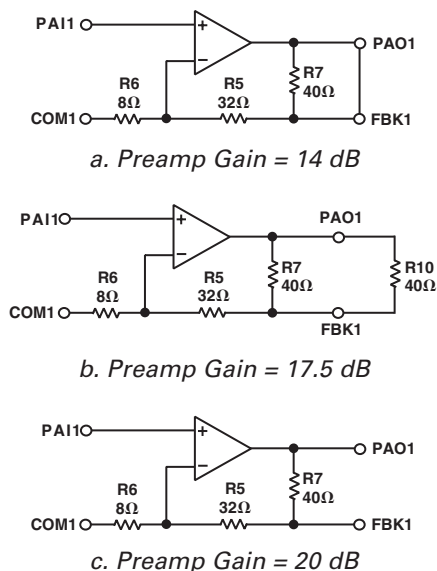 PAI1
PAO1
R6
8Ω
R5
32Ω
R7
40Ω
COM1
FBK1
a. Preamp Gain = 14 dB
PAI1
PAO1
R6
8Ω
R5
32Ω
R7
40Ω
R10
40Ω
COM1
FBK1
b. Preamp Gain = 17.5 dB
PAI1
PAO1
R6
8Ω
R5
32Ω
R7
40Ω
COM1
FBK1
c. Preamp Gain = 20 dB